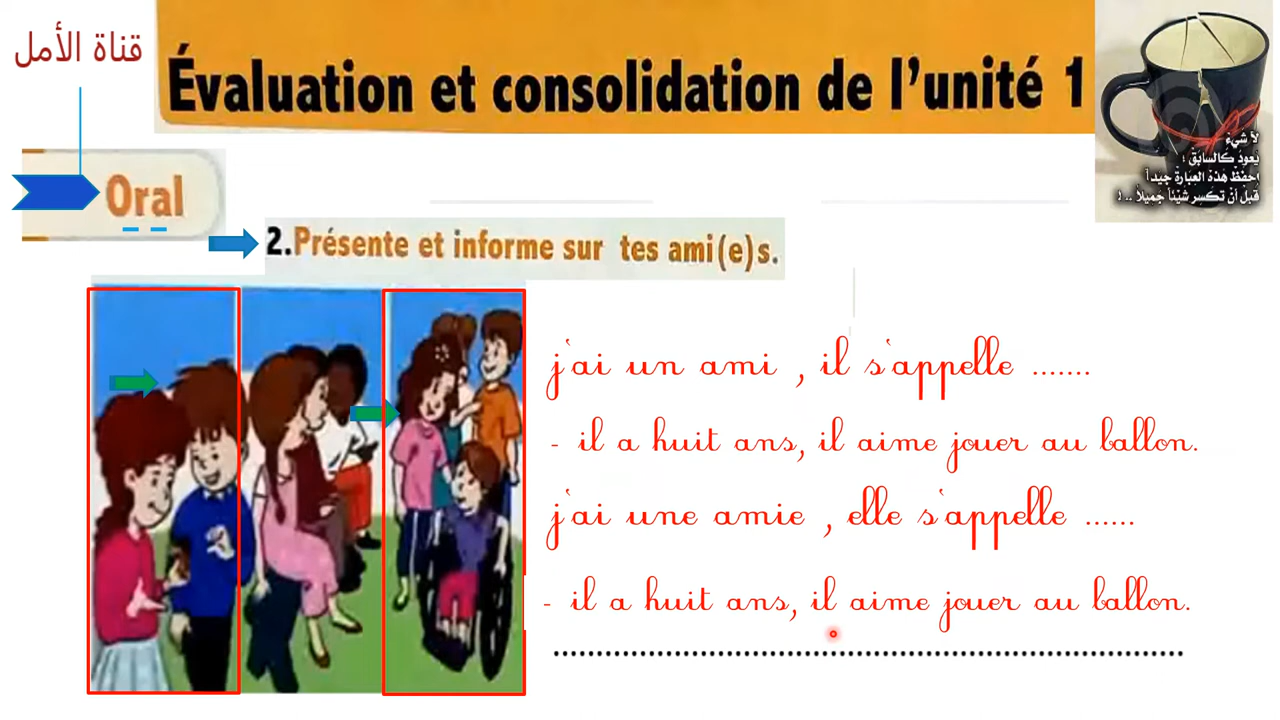 قناة الأمل
Évaluation et consolidation de l'unité 1
لا شيء
يعود كالسابق ؛
احفظ هذه العبارة جيداً
قبل أن تكسر شيئاً جميلاً .. !
Oral
2.Présente et informe sur tes ami(e)s.
j'ai un ami , il s'appelle .......
- il a huit ans, il aime jouer au ballon.
j'ai une amie , elle s'appelle ......
- il a huit ans, il aime jouer au ballon.